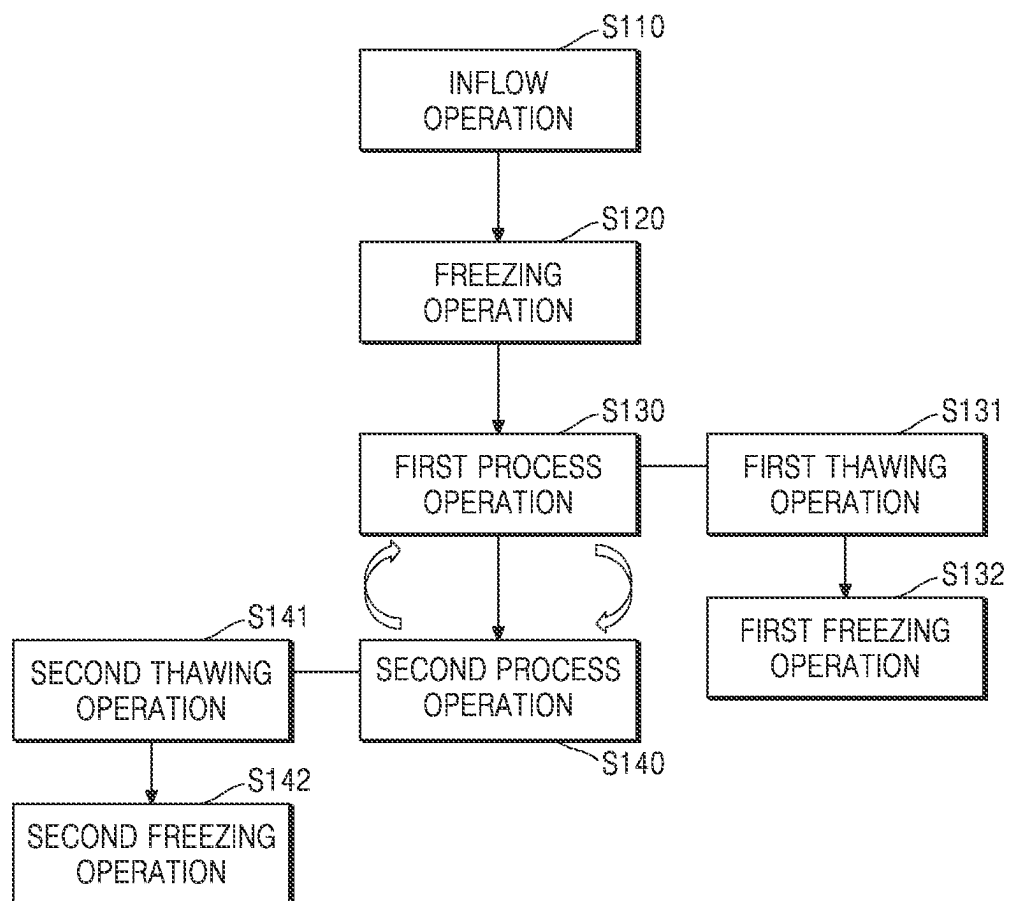 S110
INFLOW
OPERATION
S120
FREEZING
OPERATION
S130
FIRST PROCESS
OPERATION
S131
FIRST THAWING
OPERATION
S132
FIRST FREEZING
OPERATION
S141
SECOND THAWING
OPERATION
SECOND PROCESS
OPERATION
S140
S142
SECOND FREEZING
OPERATION